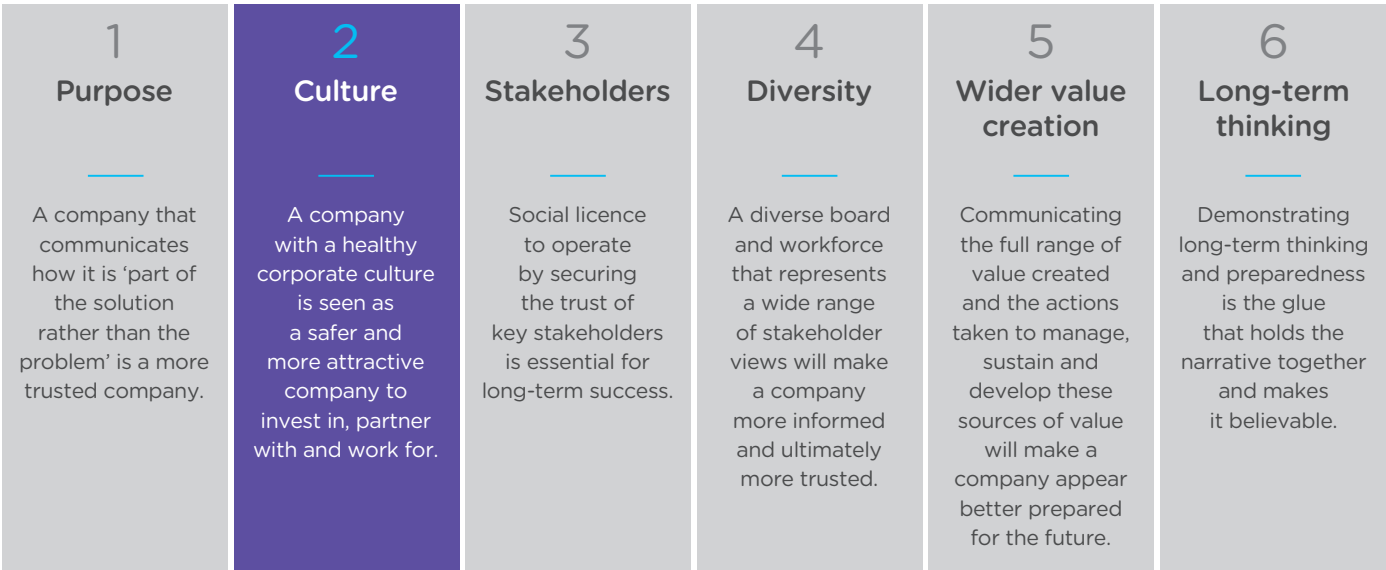 1
Purpose
A company that
communicates
how it is ‘part of
the solution
rather than the
problem’ is a more
trusted company.
2
Culture
A company
with a healthy
corporate culture
is seen as
a safer and
more attractive
company to
invest in, partner
with and work for.
3
Stakeholders
Social licence
to operate
by securing
the trust of
key stakeholders
is essential for
long-term success.
4
Diversity
A diverse board
and workforce
that represents
a wide range
of stakeholder
views will make
a company
more informed
and ultimately
more trusted.
5
Wider value
creation
Communicating
the full range of
value created
and the actions
taken to manage,
sustain and
develop these
sources of value
will make a
company appear
better prepared
for the future.
6
Long-term
thinking
Demonstrating
long-term thinking
and preparedness
is the glue
that holds the
narrative together
and makes
it believable.